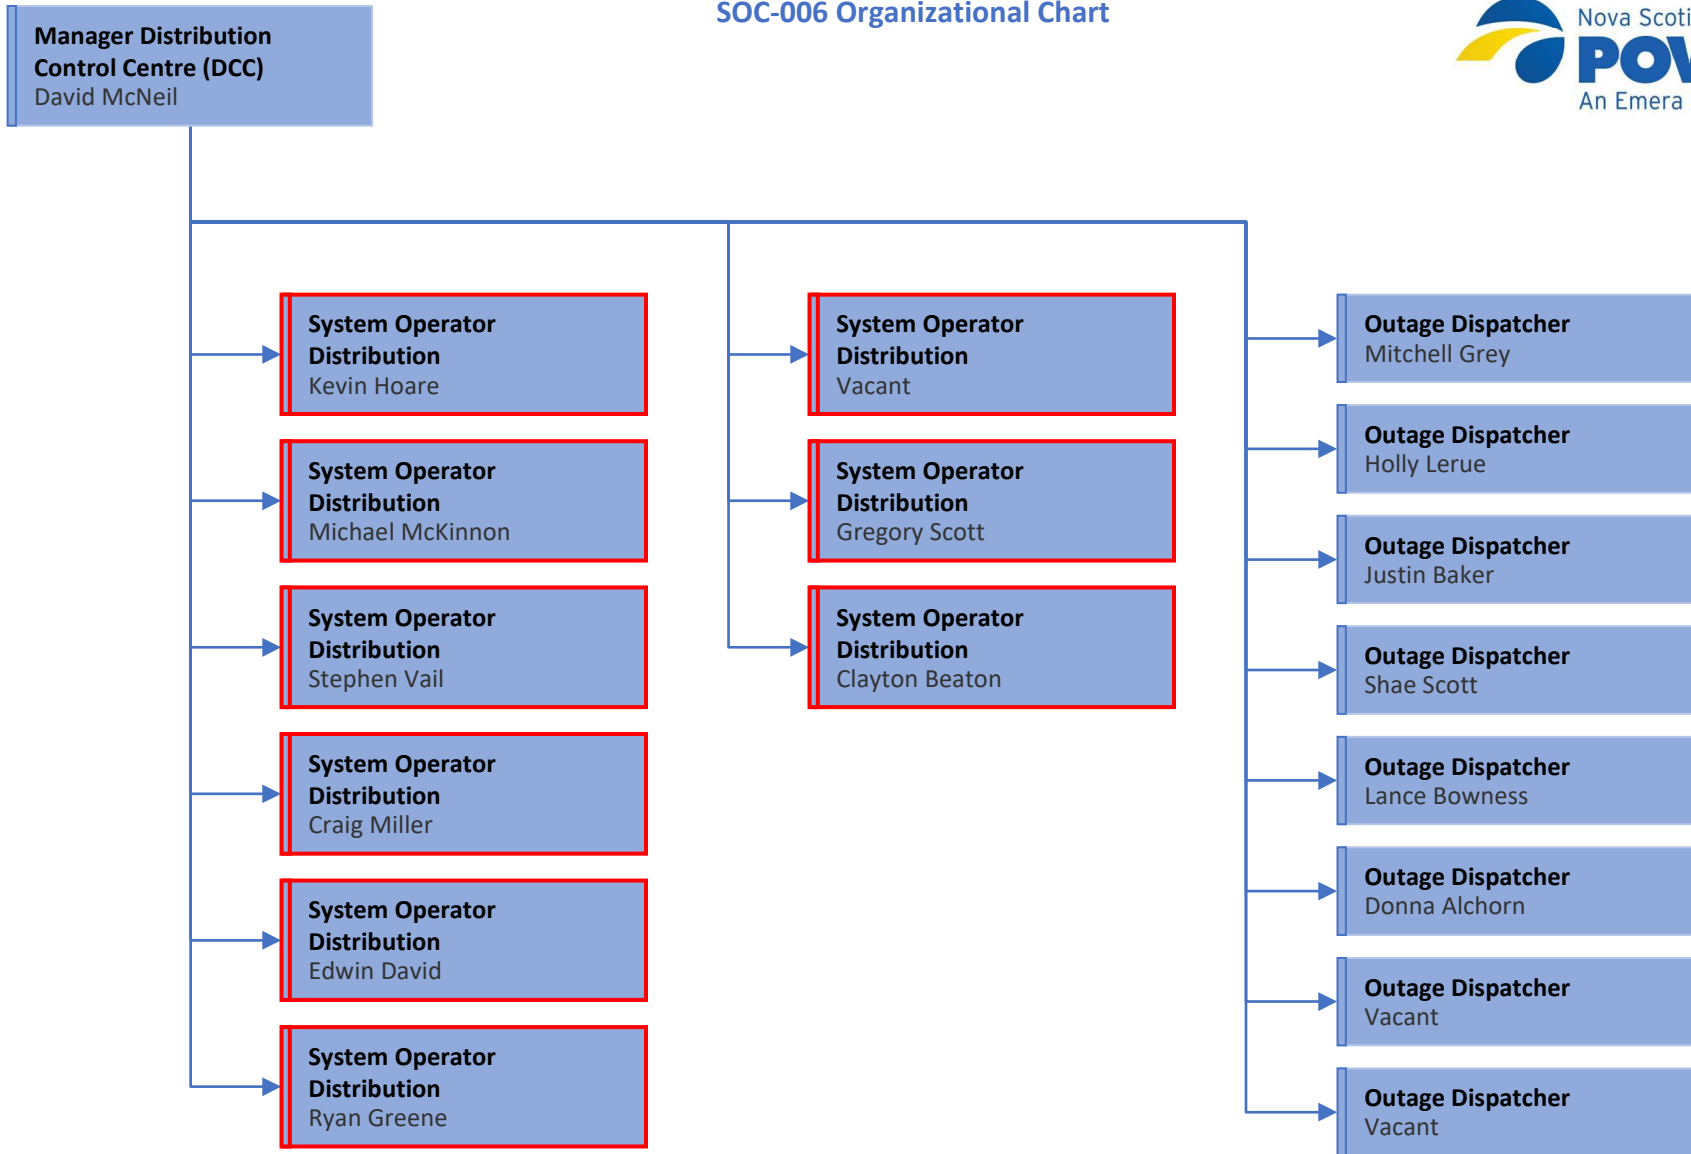 SOC-006 Organizational Chart
Manager Distribution
Control Centre (DCC)
David McNeil
Nova Scoti
POW
An Emera
System Operator
Distribution
Kevin Hoare
System Operator
Distribution
Michael McKinnon
System Operator
Distribution
Stephen Vail
System Operator
Distribution
Craig Miller
System Operator
Distribution
Edwin David
System Operator
Distribution
Ryan Greene
System Operator
Distribution
Vacant
System Operator
Distribution
Gregory Scott
System Operator
Distribution
Clayton Beaton
Outage Dispatcher
Mitchell Grey
Outage Dispatcher
Holly Lerue
Outage Dispatcher
Justin Baker
Outage Dispatcher
Shae Scott
Outage Dispatcher
Lance Bowness
Outage Dispatcher
Donna Alchorn
Outage Dispatcher
Vacant
Outage Dispatcher
Vacant